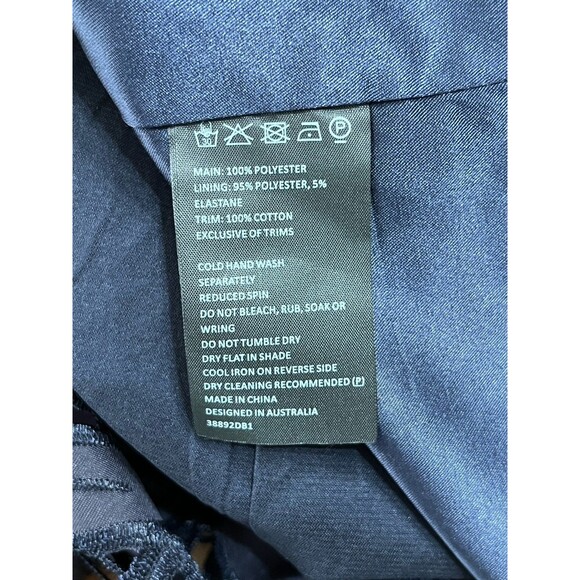 30 P
MAIN: 100% POLYESTER
LINING: 95% POLYESTER, 5%
ELASTANE
TRIM: 100% COTTON
EXCLUSIVE OF TRIMS
COLD HAND WASH
SEPARATELY
REDUCED SPIN
DO NOT BLEACH, RUB, SOAK OR
WRING
DO NOT TUMBLE DRY
DRY FLAT IN SHADE
COOL IRON ON REVERSE SIDE
DRY CLEANING RECOMMENDED (P)
MADE IN CHINA
DESIGNED IN AUSTRALIA
38892DB1